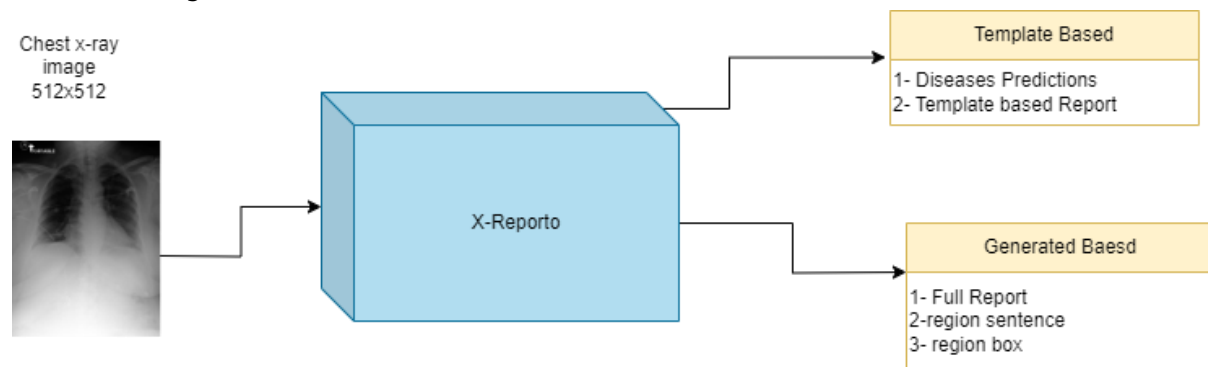 Chest x-ray
image
512x512
X-Reporto
Template Based
1- Diseases Predictions
2- Template based Report
Generated Baesd
1- Full Report
2-region sentence
3- region box